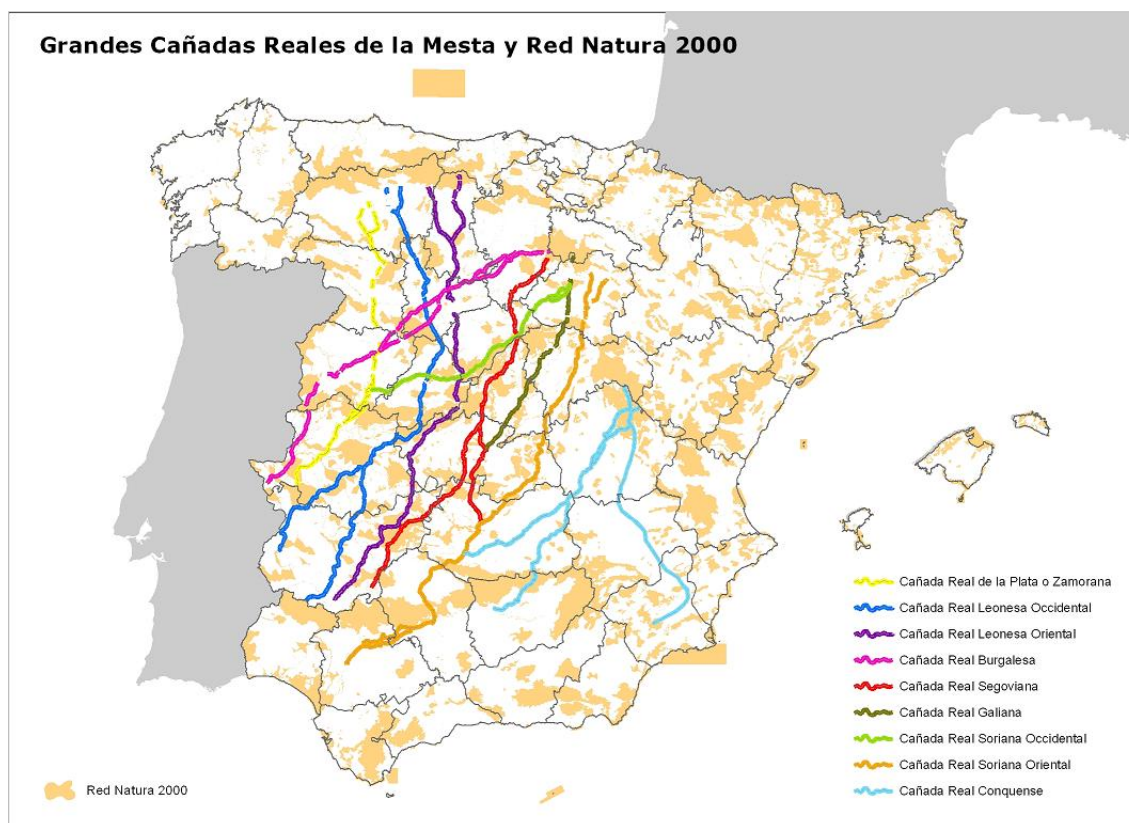 Grandes Cañadas Reales de la Mesta y Red Natura 2000
Cañada Real de la Plata o Zamorana
Cañada Real Leonesa Occidental
Cañada Real Leonesa Oriental
Cañada Real Burgalesa
Cañada Real Segoviana
Cañada Real Galiana
Cañada Real Soriana Occidental
Cañada Real Soriana Oriental
Cañada Real Conquense
Red Natura 2000